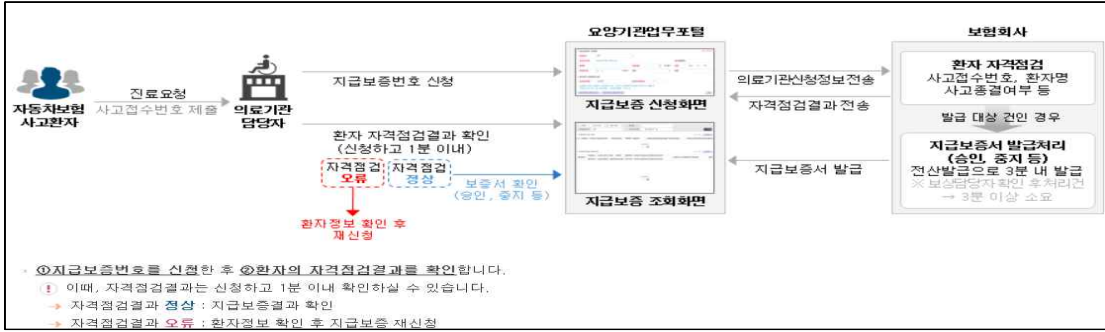 요양기관업무포털
보험회사
자동차보험
사고환자
진료요청
사고접수번호 제출
의료기관
담당자
지급보증번호 신청
지급보증 신청화면
의료기관신청정보전송
자격점검결과 전송
환자 자격점검
사고접수번호, 환자명
사고종결여부 등
발급 대상 건인 경우
환자 자격점검결과 확인
(신청하고 1분 이내)
자격점검
오류
자격점검
정상
보증서 확인
(승인, 중지 등)
환자정보 확인 후
재신청
지급보증 조회화면
지급보증서 발급
지급보증서 발급처리
(승인, 중지 등)
전산발급으로 3분 내 발급
※ 보상담당자확인 후처리건
→ 3분 이상 소요
· ①지급보증번호를 신청한 후 ②환자의 자격점검결과를 확인합니다.
! 이때, 자격점검결과는 신청하고 1분 이내 확인하실 수 있습니다.
→ 자격점검결과 정상 : 지급보증결과 확인
→ 자격점검결과 오류 : 환자정보 확인 후 지급보증 재신청